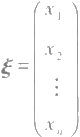 ξ = ( x₁
x₂
⋮
xₙ )